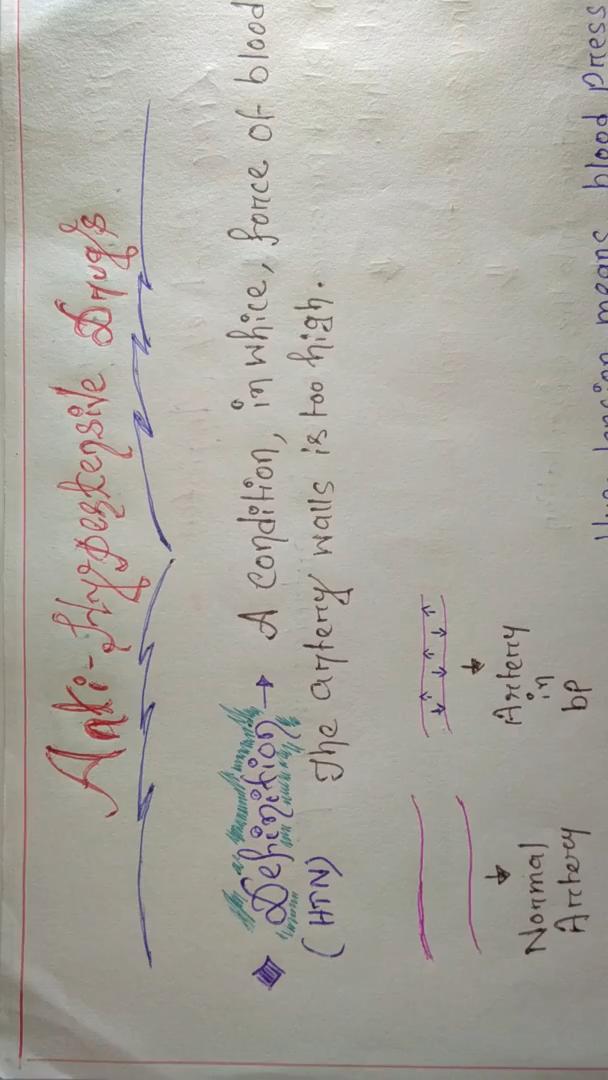 Anti-Hypertensive Drugs
Definition → A condition, in whice, force of blood
(HTN) The artery walls is too high.
Normal Artery
Artery in bp
means blood press